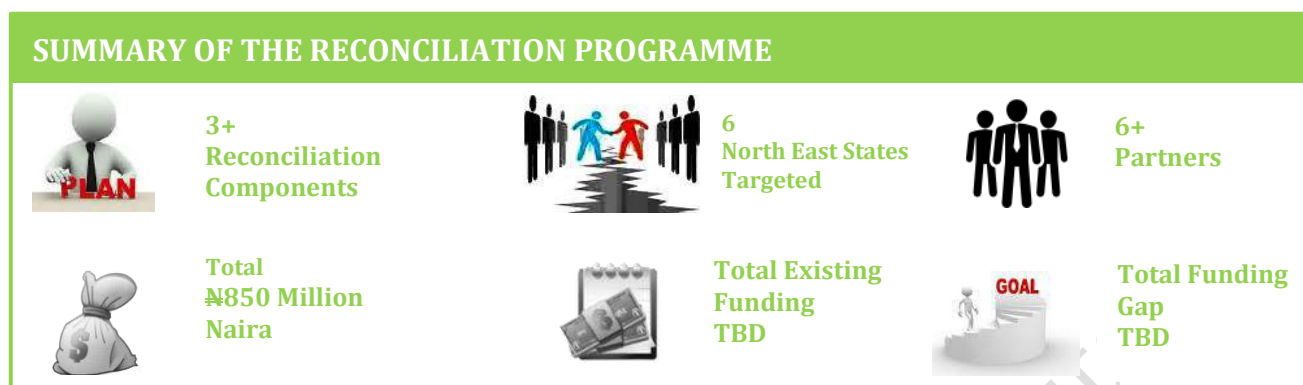 SUMMARY OF THE RECONCILIATION PROGRAMME
PLAN
3+
Reconciliation
Components
6
North East States
Targeted
6+
Partners
$
Total
₦850 Million
Naira
Total Existing
Funding
TBD
GOAL
Total Funding
Gap
TBD